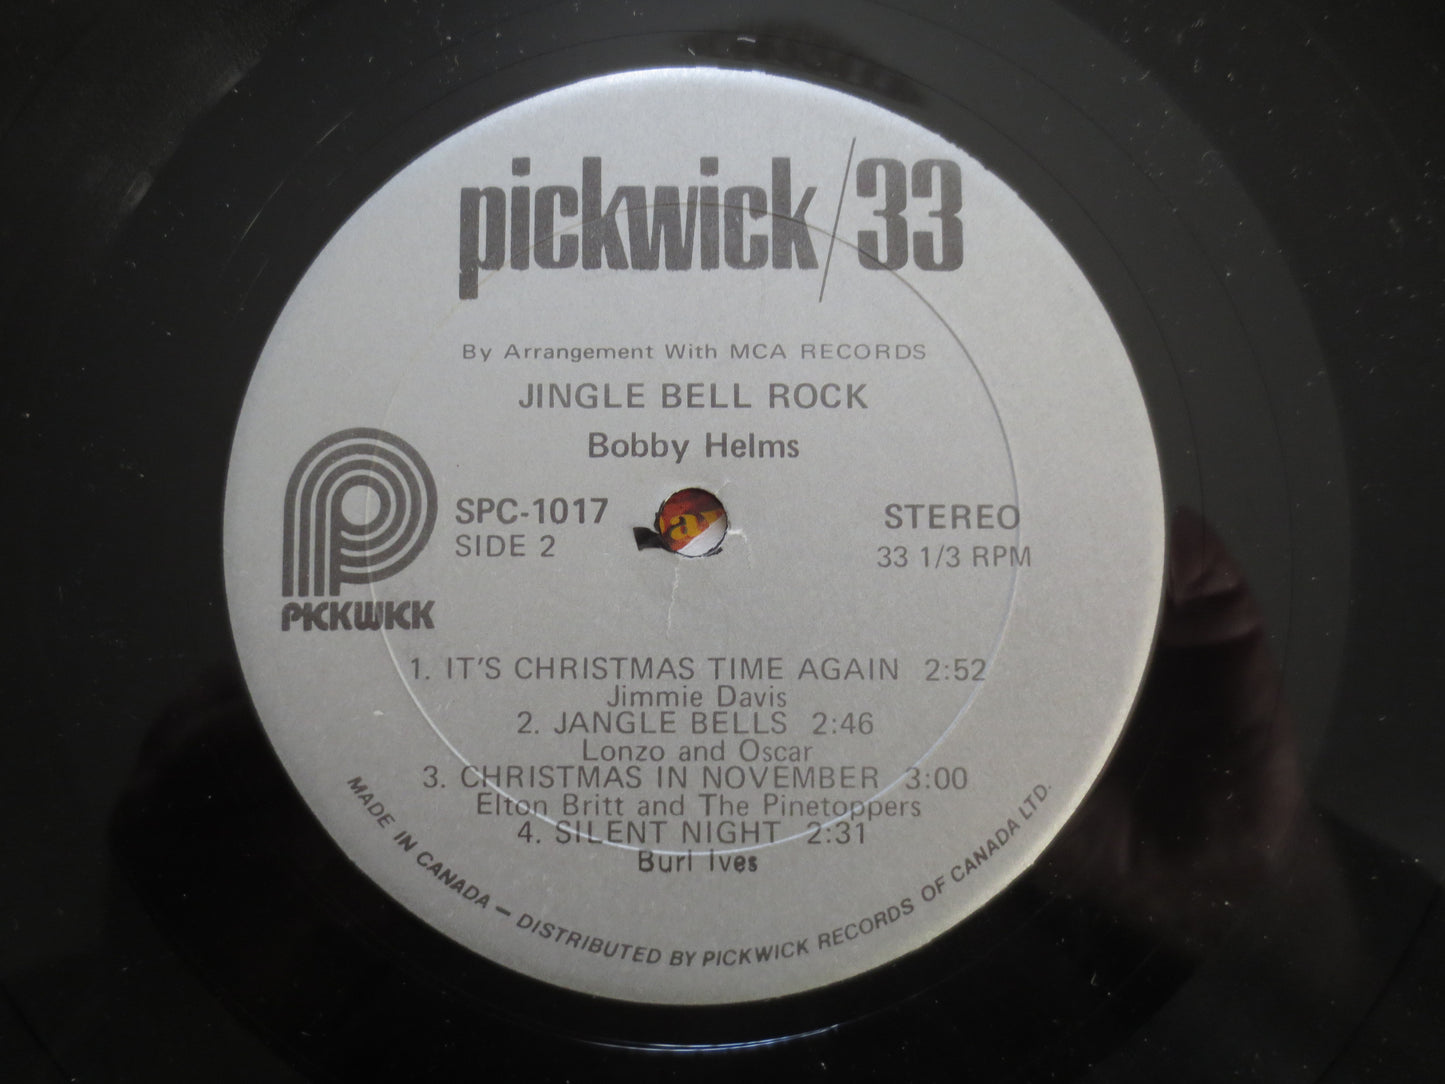 pickwick/33
By Arrangement With MCA RECORDS
JINGLE BELL ROCK
Bobby Helms
SPC-1017
SIDE 2
STEREO
33 1/3 RPM
PICKWICK
1. IT'S CHRISTMAS TIME AGAIN 2:52
Jimmie Davis
2. JANGLE BELLS 2:46
Lonzo and Oscar
3. CHRISTMAS IN NOVEMBER 3:00
Elton Britt and The Pinetoppers
4. SILENT NIGHT 2:31
Burl Ives
MADE IN CANADA – DISTRIBUTED BY PICKWICK RECORDS OF CANADA LTD.